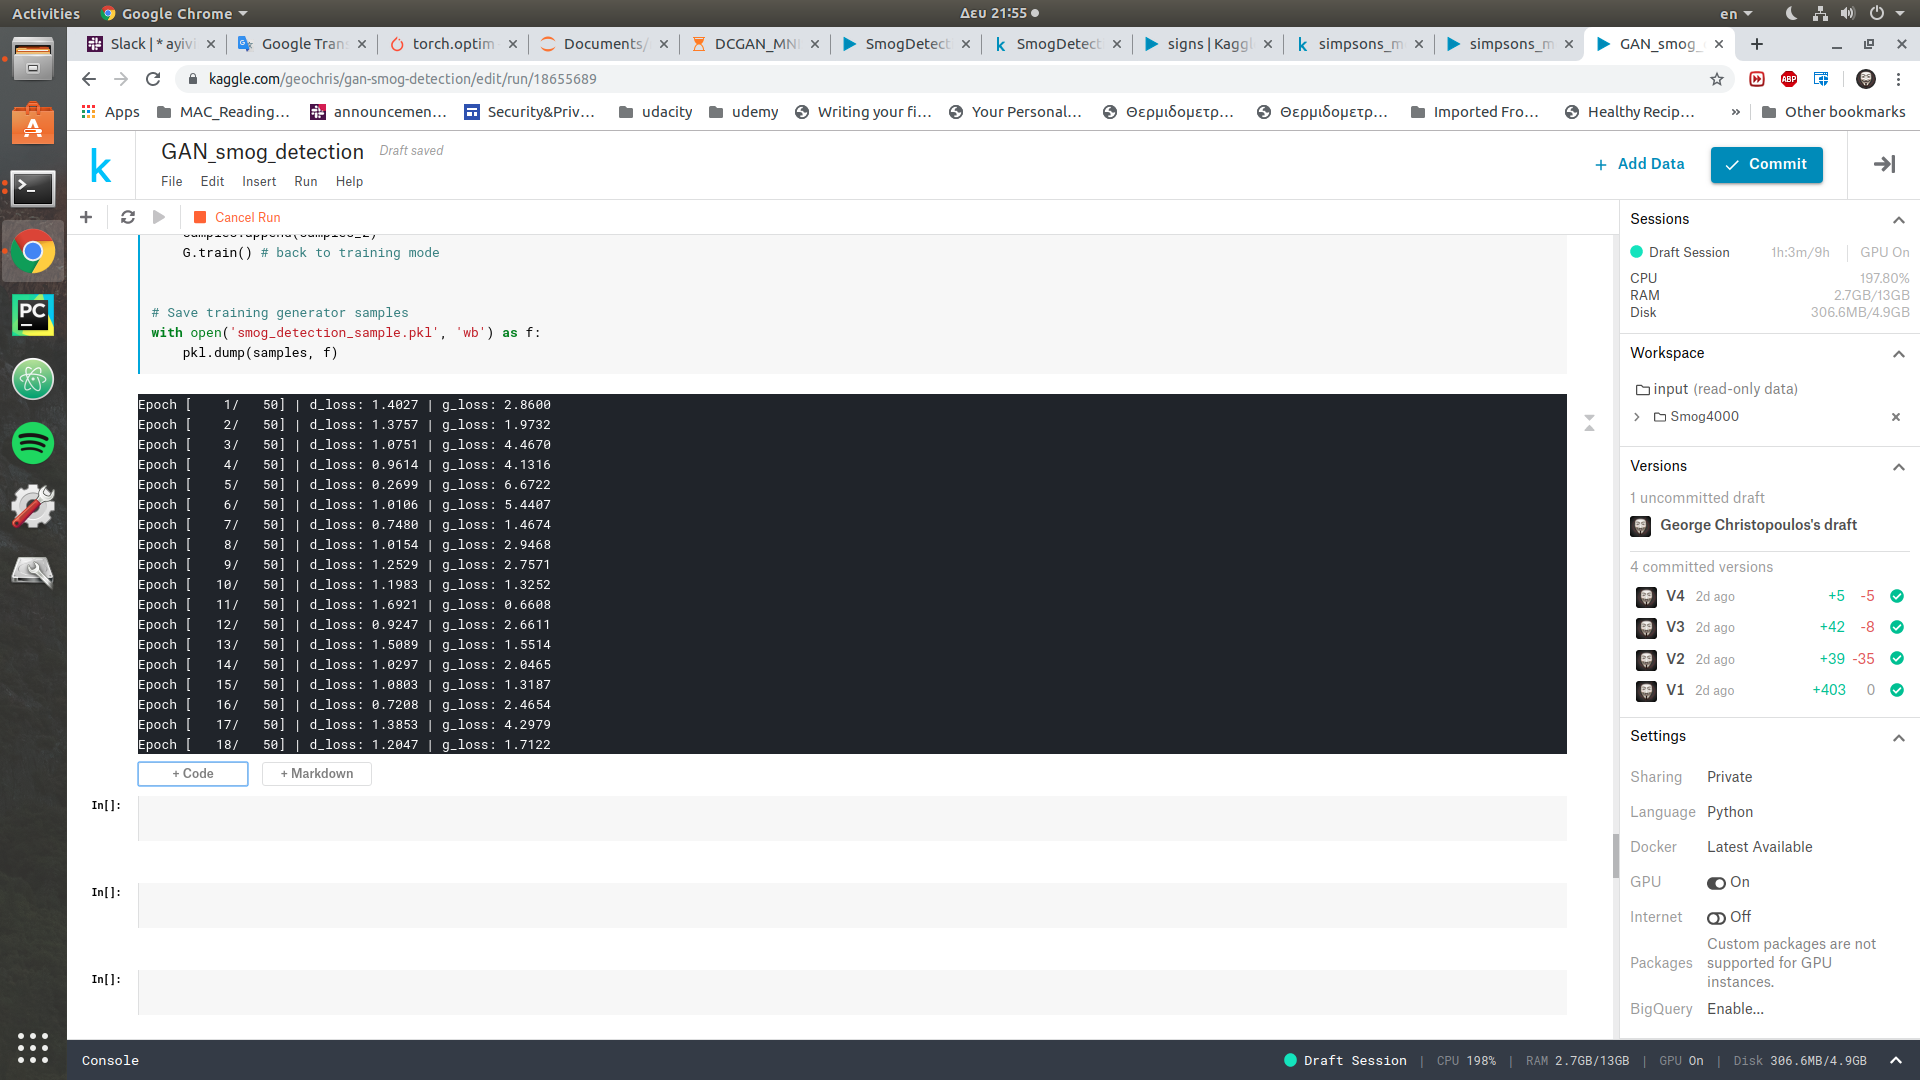 Activities
Google Chrome
Δευ 21:55
en
Slack | * ayivi
Google Tran
torch.optim
Documents/
DCGAN_MNI
SmogDetect
SmogDetect
signs | Kaggl
simpsons_m
simpsons_m
GAN_smog_
kaggle.com/geochris/gan-smog-detection/edit/run/18655689
ABP
Apps
MAC_Reading...
announcemen...
Security&Priv...
udacity
udemy
Writing your fi...
Your Personal...
Θερμιδομετρ...
Θερμιδομετρ...
Imported Fro...
Healthy Recip...
»
Other bookmarks
k
GAN_smog_detection
Draft saved
File Edit Insert Run Help
+ Add Data
Commit
Cancel Run
samples.append(samples_z)
G.train() # back to training mode
# Save training generator samples
with open('smog_detection_sample.pkl', 'wb') as f:
pkl.dump(samples, f)
Epoch [    1/   50] | d_loss: 1.4027 | g_loss: 2.8600
Epoch [    2/   50] | d_loss: 1.3757 | g_loss: 1.9732
Epoch [    3/   50] | d_loss: 1.0751 | g_loss: 4.4670
Epoch [    4/   50] | d_loss: 0.9614 | g_loss: 4.1316
Epoch [    5/   50] | d_loss: 0.2699 | g_loss: 6.6722
Epoch [    6/   50] | d_loss: 1.0106 | g_loss: 5.4407
Epoch [    7/   50] | d_loss: 0.7480 | g_loss: 1.4674
Epoch [    8/   50] | d_loss: 1.0154 | g_loss: 2.9468
Epoch [    9/   50] | d_loss: 1.2529 | g_loss: 2.7571
Epoch [   10/   50] | d_loss: 1.1983 | g_loss: 1.3252
Epoch [   11/   50] | d_loss: 1.6921 | g_loss: 0.6608
Epoch [   12/   50] | d_loss: 0.9247 | g_loss: 2.6611
Epoch [   13/   50] | d_loss: 1.5089 | g_loss: 1.5514
Epoch [   14/   50] | d_loss: 1.0297 | g_loss: 2.0465
Epoch [   15/   50] | d_loss: 1.0803 | g_loss: 1.3187
Epoch [   16/   50] | d_loss: 0.7208 | g_loss: 2.4654
Epoch [   17/   50] | d_loss: 1.3853 | g_loss: 4.2979
Epoch [   18/   50] | d_loss: 1.2047 | g_loss: 1.7122
+ Code
+ Markdown
In[]:
In[]:
In[]:
Sessions
Draft Session 1h:3m/9h GPU On
CPU 197.80%
RAM 2.7GB/13GB
Disk 306.6MB/4.9GB
Workspace
input (read-only data)
Smog4000
Versions
1 uncommitted draft
George Christopoulos's draft
4 committed versions
V4 2d ago +5 -5
V3 2d ago +42 -8
V2 2d ago +39 -35
V1 2d ago +403 0
Settings
Sharing Private
Language Python
Docker Latest Available
GPU On
Internet Off
Packages Custom packages are not
supported for GPU
instances.
BigQuery Enable...
PC
Console
Draft Session | CPU 198% | RAM 2.7GB/13GB | GPU On | Disk 306.6MB/4.9GB